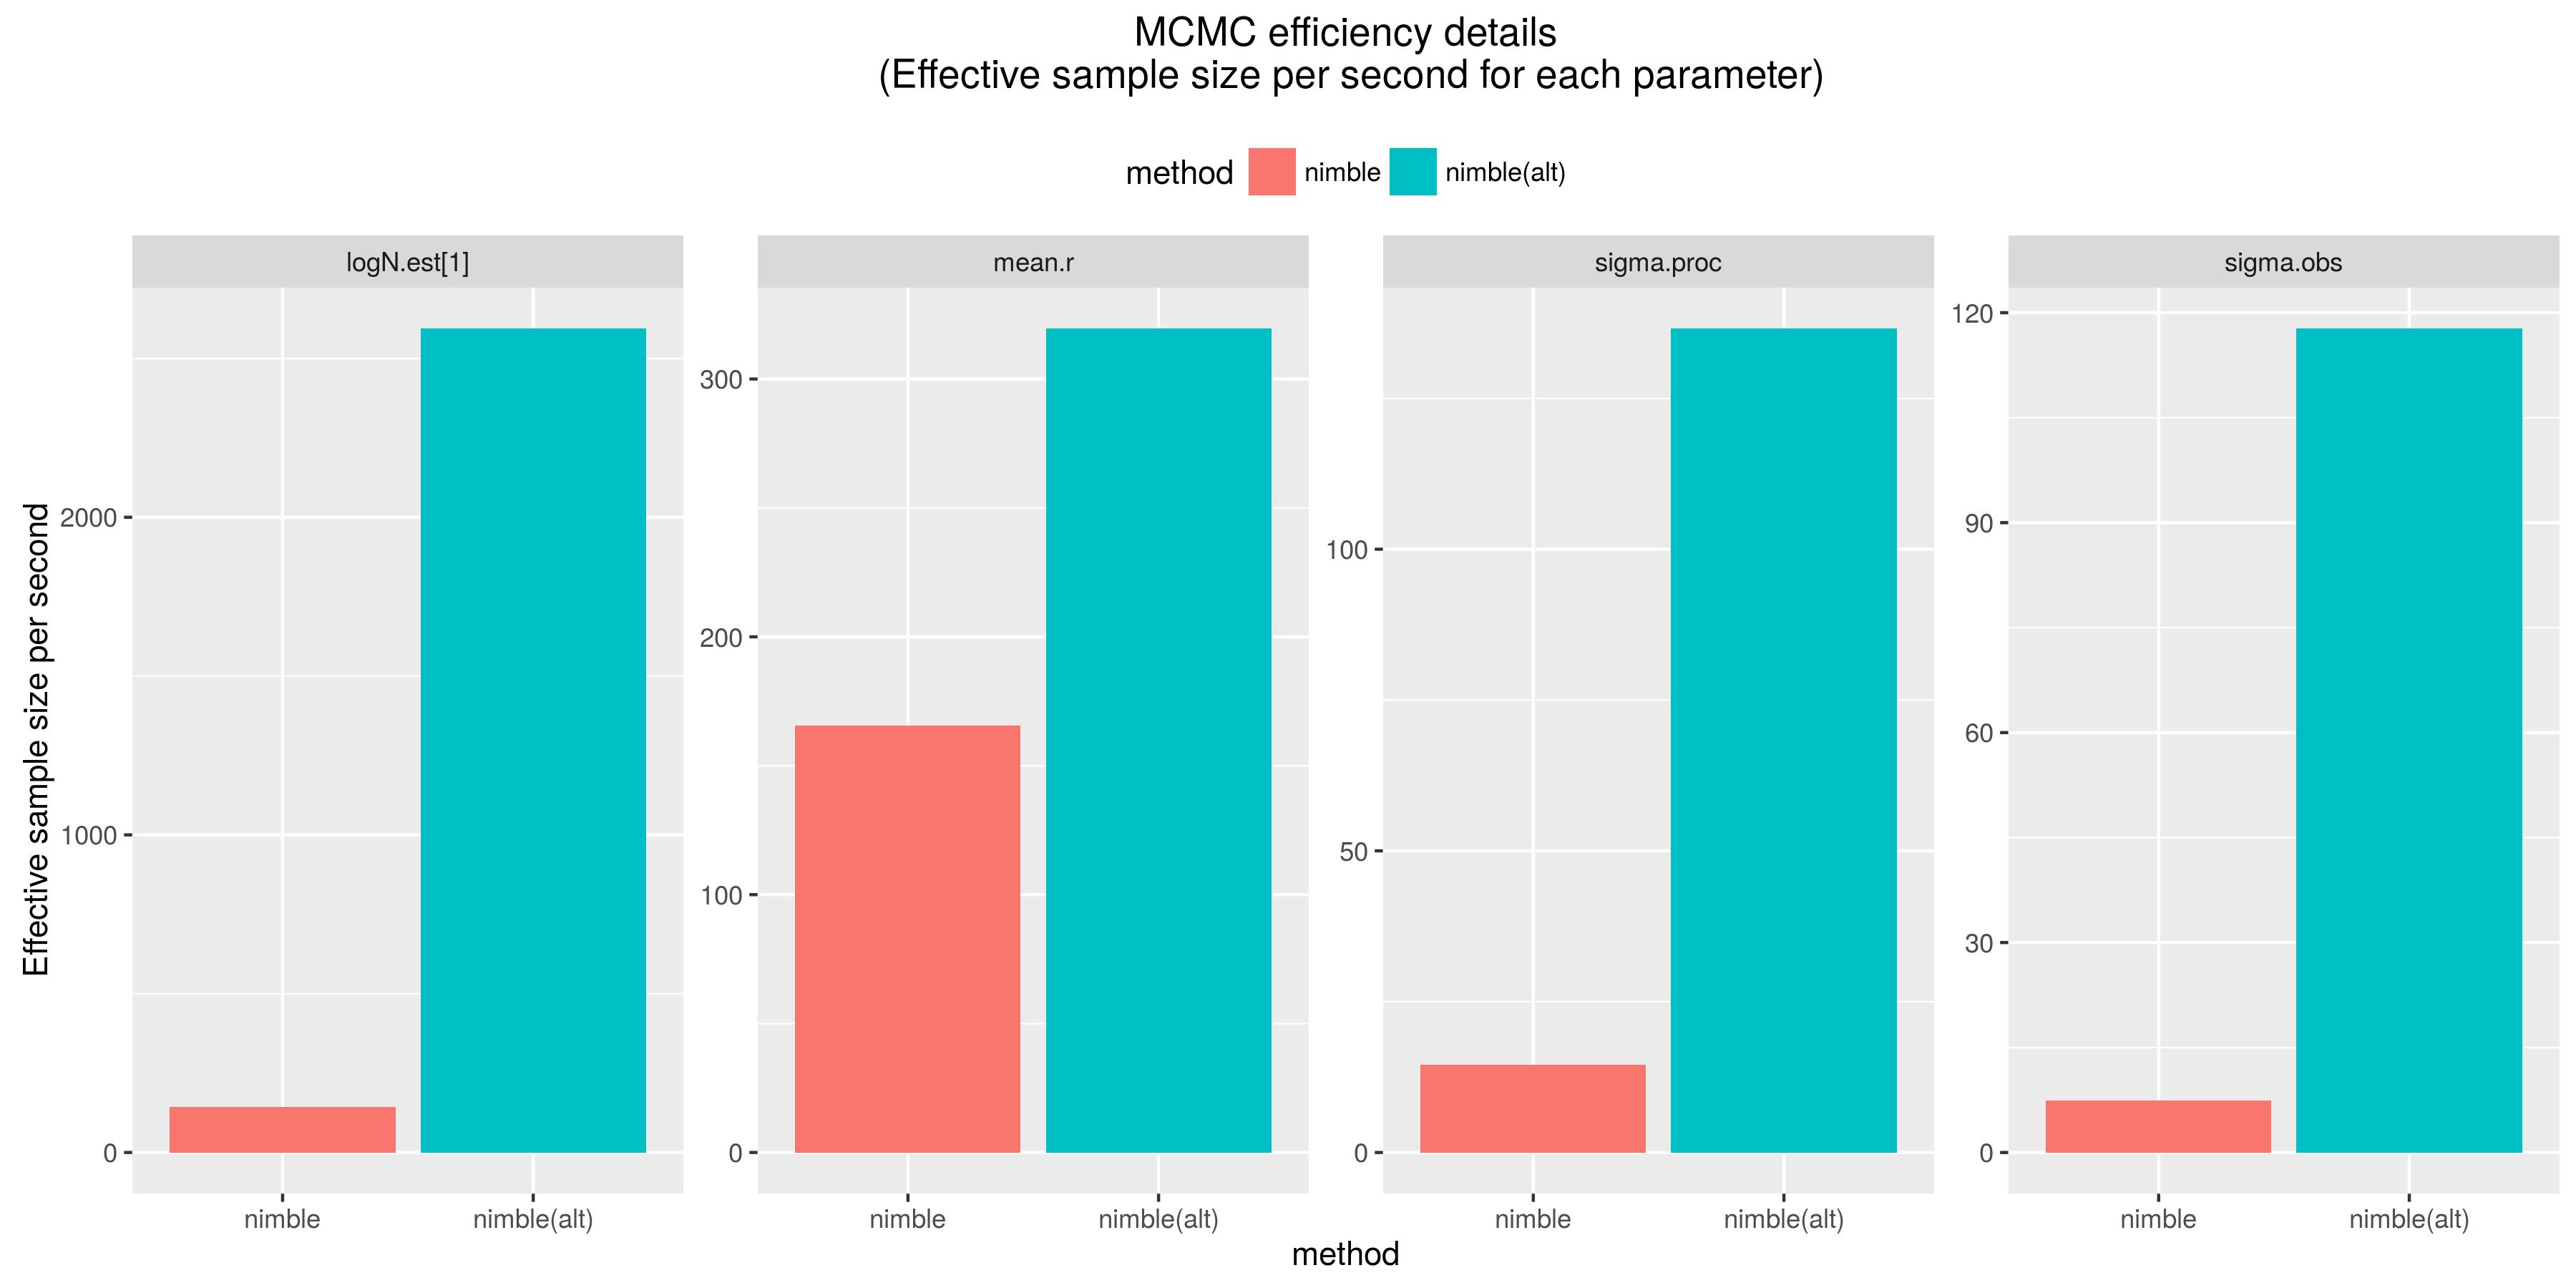 MCMC efficiency details
(Effective sample size per second for each parameter)
method nimble nimble(alt)
logN.est[1] mean.r sigma.proc sigma.obs
Effective sample size per second
2000
1000
0
300
200
100
0
100
50
0
120
90
60
30
0
nimble nimble(alt) nimble nimble(alt) nimble nimble(alt) nimble nimble(alt)
method